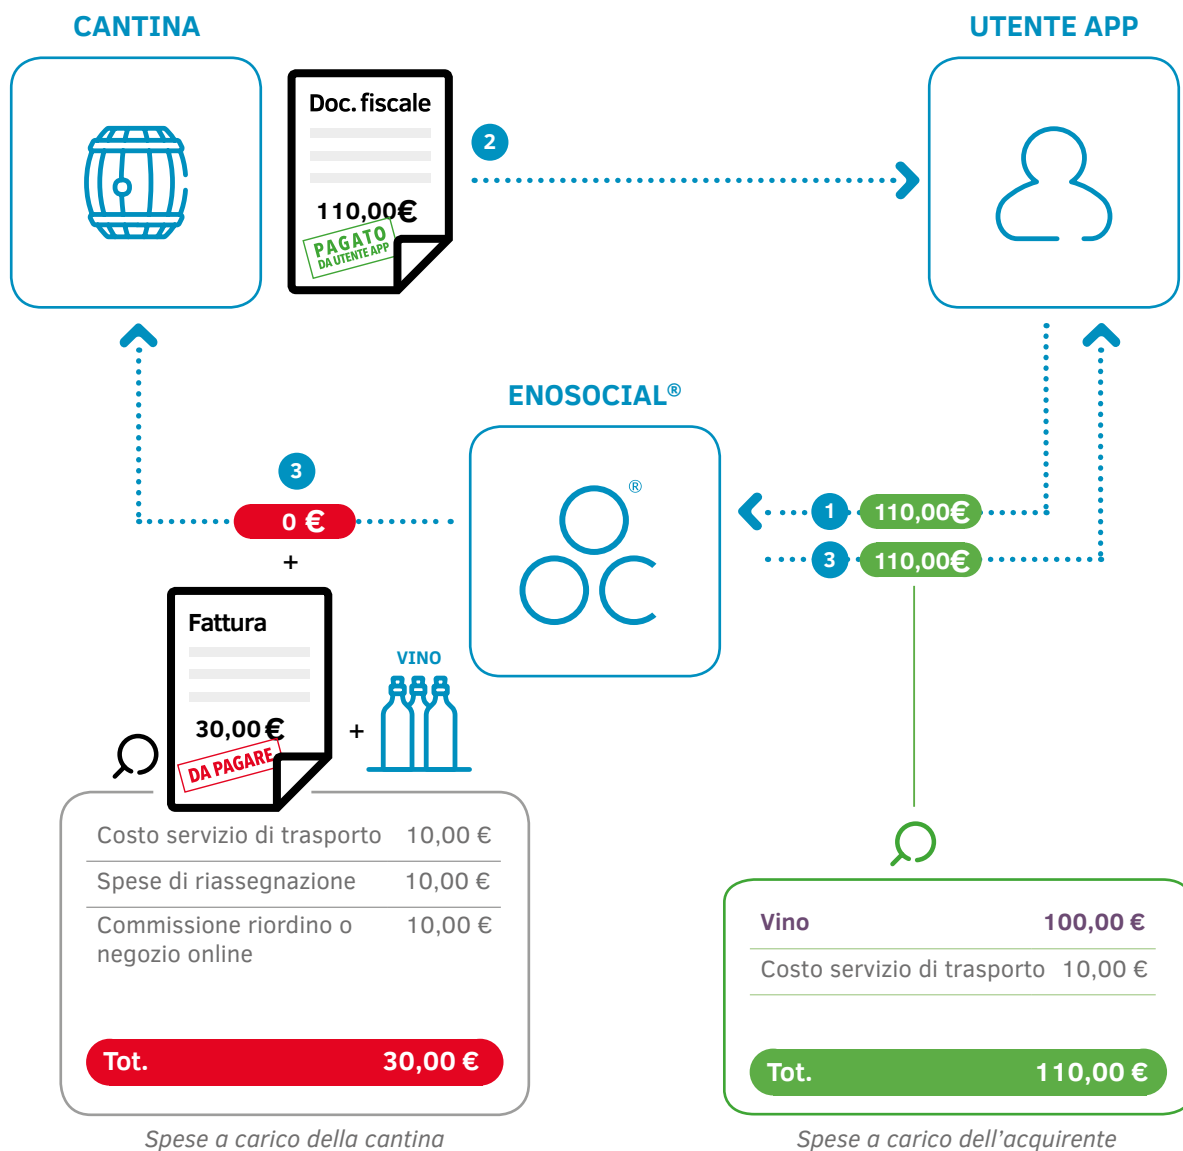 CANTINA
UTENTE APP
Doc. fiscale
2
110,00€
PAGATO
DA UTENTE APP
ENOSOCIAL®
®
3
0 €
1
110,00€
3
110,00€
+
Fattura
30,00 €
DA PAGARE
+
VINO
Costo servizio di trasporto 10,00 €
Spese di riassegnazione 10,00 €
Commissione riordino o 10,00 €
negozio online
Tot. 30,00 €
Spese a carico della cantina
Vino 100,00 €
Costo servizio di trasporto 10,00 €
Tot. 110,00 €
Spese a carico dell’acquirente